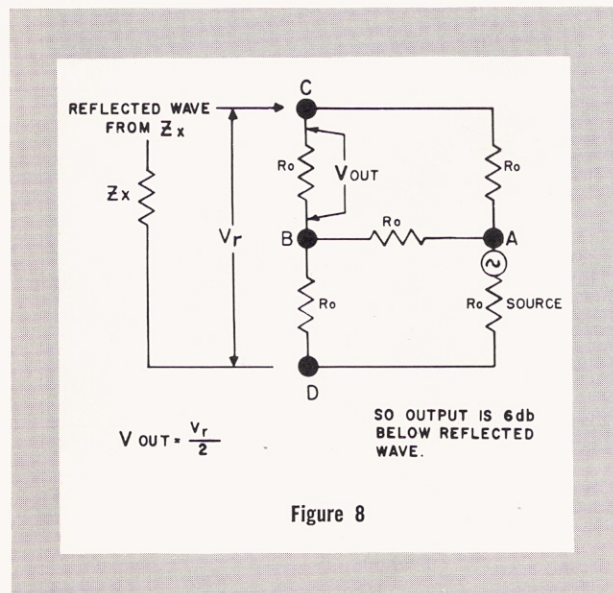 C
REFLECTED WAVE
FROM Zx
Zx
Ro
VOUT
Ro
Vr
B
Ro
A
Ro
Ro SOURCE
D
V OUT = Vr/2
SO OUTPUT IS 6db
BELOW REFLECTED
WAVE.
Figure 8